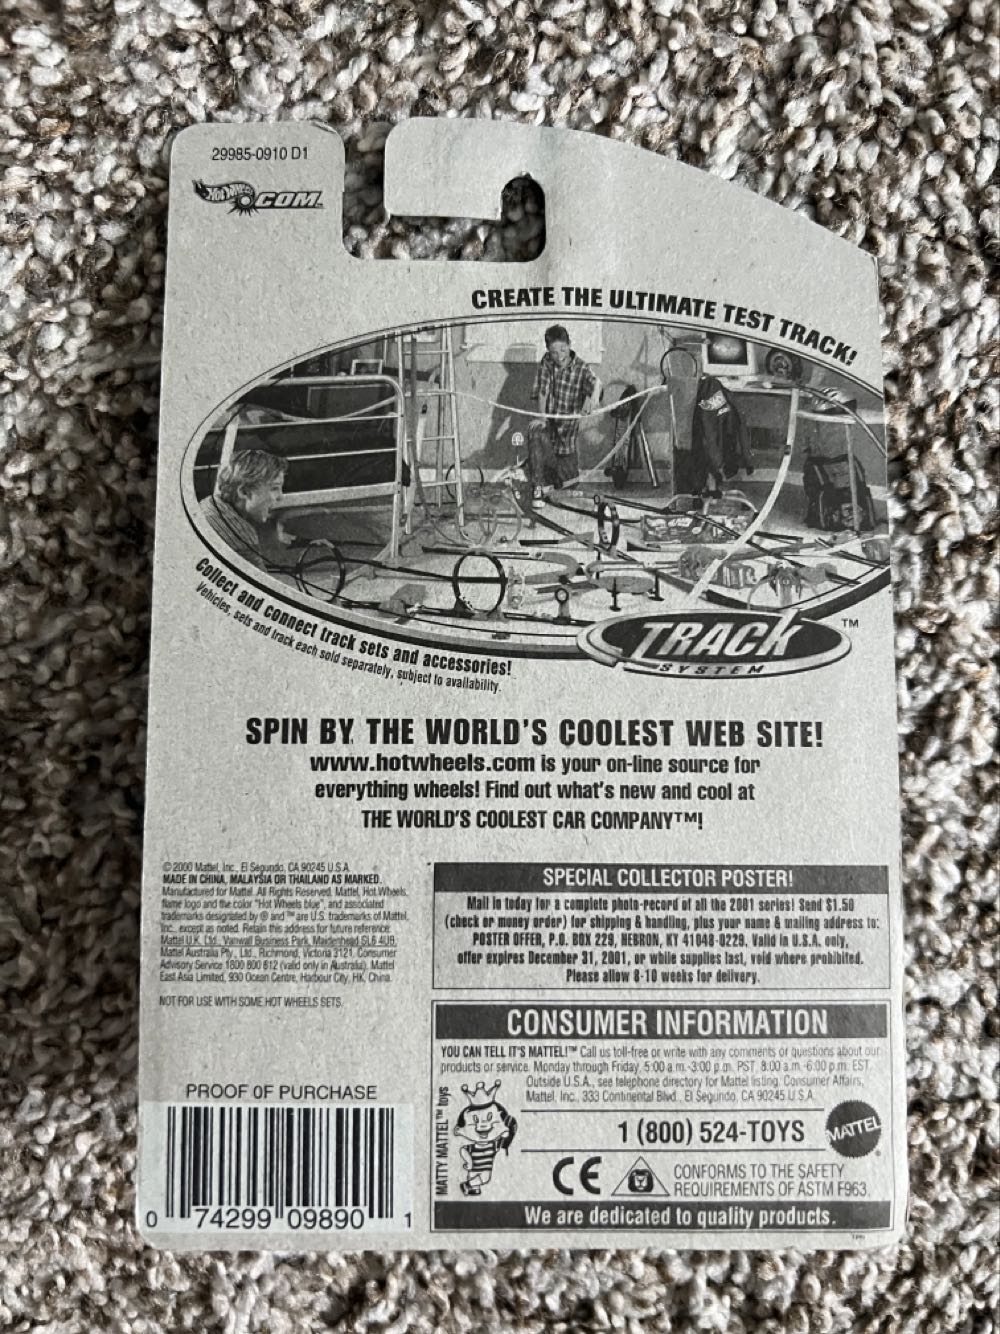 29985-0910 D1
HOT WHEELS .COM
CREATE THE ULTIMATE TEST TRACK!
Collect and connect track sets and accessories!
Vehicles, sets and track each sold separately, subject to availability.
TRACK ™
SYSTEM
SPIN BY THE WORLD'S COOLEST WEB SITE!
www.hotwheels.com is your on-line source for
everything wheels! Find out what's new and cool at
THE WORLD'S COOLEST CAR COMPANY™!
© 2000 Mattel, Inc., El Segundo, CA 90245 U.S.A.
MADE IN CHINA, MALAYSIA OR THAILAND AS MARKED.
Manufactured for Mattel. All Rights Reserved. Mattel, Hot Wheels,
flame logo and the color "Hot Wheels blue", and associated
trademarks designated by ® and ™ are U.S. trademarks of Mattel,
Inc., except as noted. Retain this address for future reference:
Mattel U.K. Ltd., Vanwall Business Park, Maidenhead SL6 4UB.
Mattel Australia Pty., Ltd., Richmond, Victoria 3121. Consumer
Advisory Service 1800 800 812 (valid only in Australia). Mattel
East Asia Limited, 930 Ocean Centre, Harbour City, HK, China.
NOT FOR USE WITH SOME HOT WHEELS SETS.
SPECIAL COLLECTOR POSTER!
Mail in today for a complete photo-record of all the 2001 series! Send $1.50
(check or money order) for shipping & handling, plus your name & mailing address to:
POSTER OFFER, P.O. BOX 229, HEBRON, KY 41048-0229. Valid in U.S.A. only,
offer expires December 31, 2001, or while supplies last, void where prohibited.
Please allow 8-10 weeks for delivery.
CONSUMER INFORMATION
YOU CAN TELL IT'S MATTEL!™ Call us toll-free or write with any comments or questions about our
products or service. Monday through Friday, 5:00 a.m.-3:00 p.m. PST, 8:00 a.m.-6:00 p.m. EST.
Outside U.S.A., see telephone directory for Mattel listing. Consumer Affairs,
Mattel, Inc., 333 Continental Blvd., El Segundo, CA 90245 U.S.A.
MATTY MATTEL™ toys
1 (800) 524-TOYS
MATTEL
CE
CONFORMS TO THE SAFETY
REQUIREMENTS OF ASTM F963.
We are dedicated to quality products.
PROOF OF PURCHASE
0 74299 09890 1